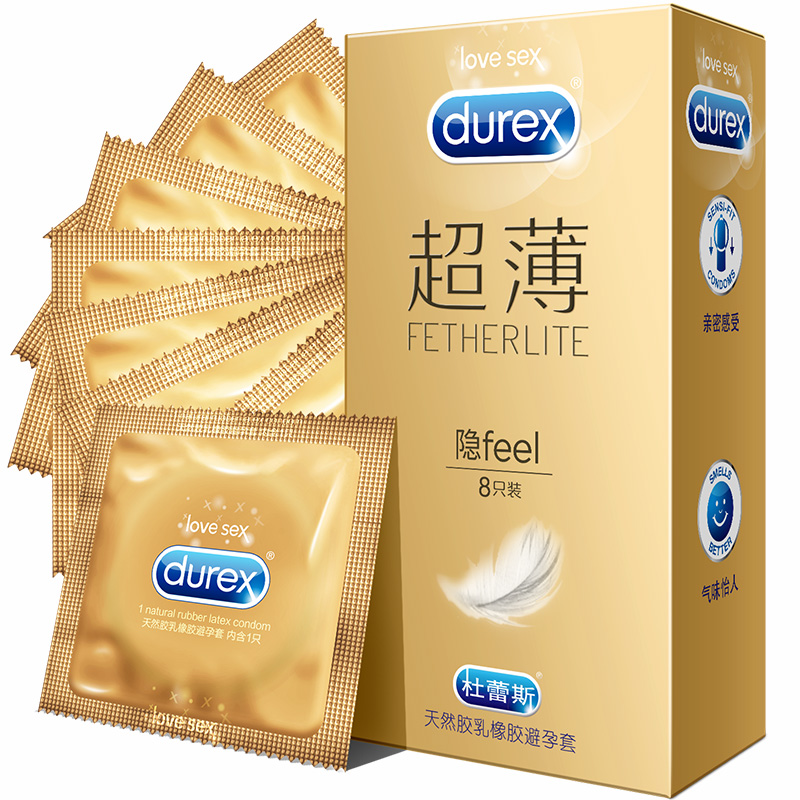 love sex
durex
®
超薄
FETHERLITE
隐feel
8只装
杜蕾斯®
天然胶乳橡胶避孕套
love sex
durex
SENSI-FIT
CONDOMS
亲密感受
SMELLS
BETTER
气味怡人
love sex
durex®
1 natural rubber latex condom
天然胶乳橡胶避孕套 内含1只
love sex